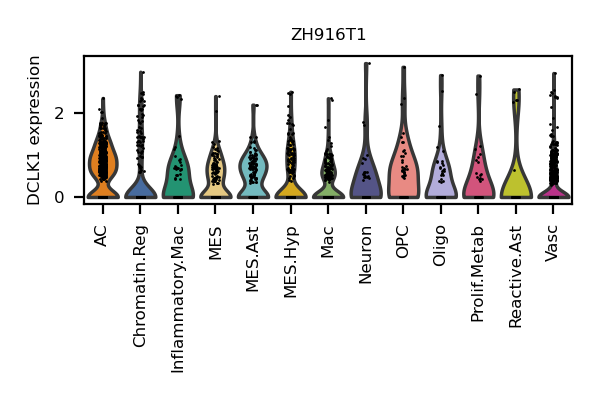 ZH916T1
DCLK1 expression
2
0
AC
Chromatin.Reg
Inflammatory.Mac
MES
MES.Ast
MES.Hyp
Mac
Neuron
OPC
Oligo
Prolif.Metab
Reactive.Ast
Vasc